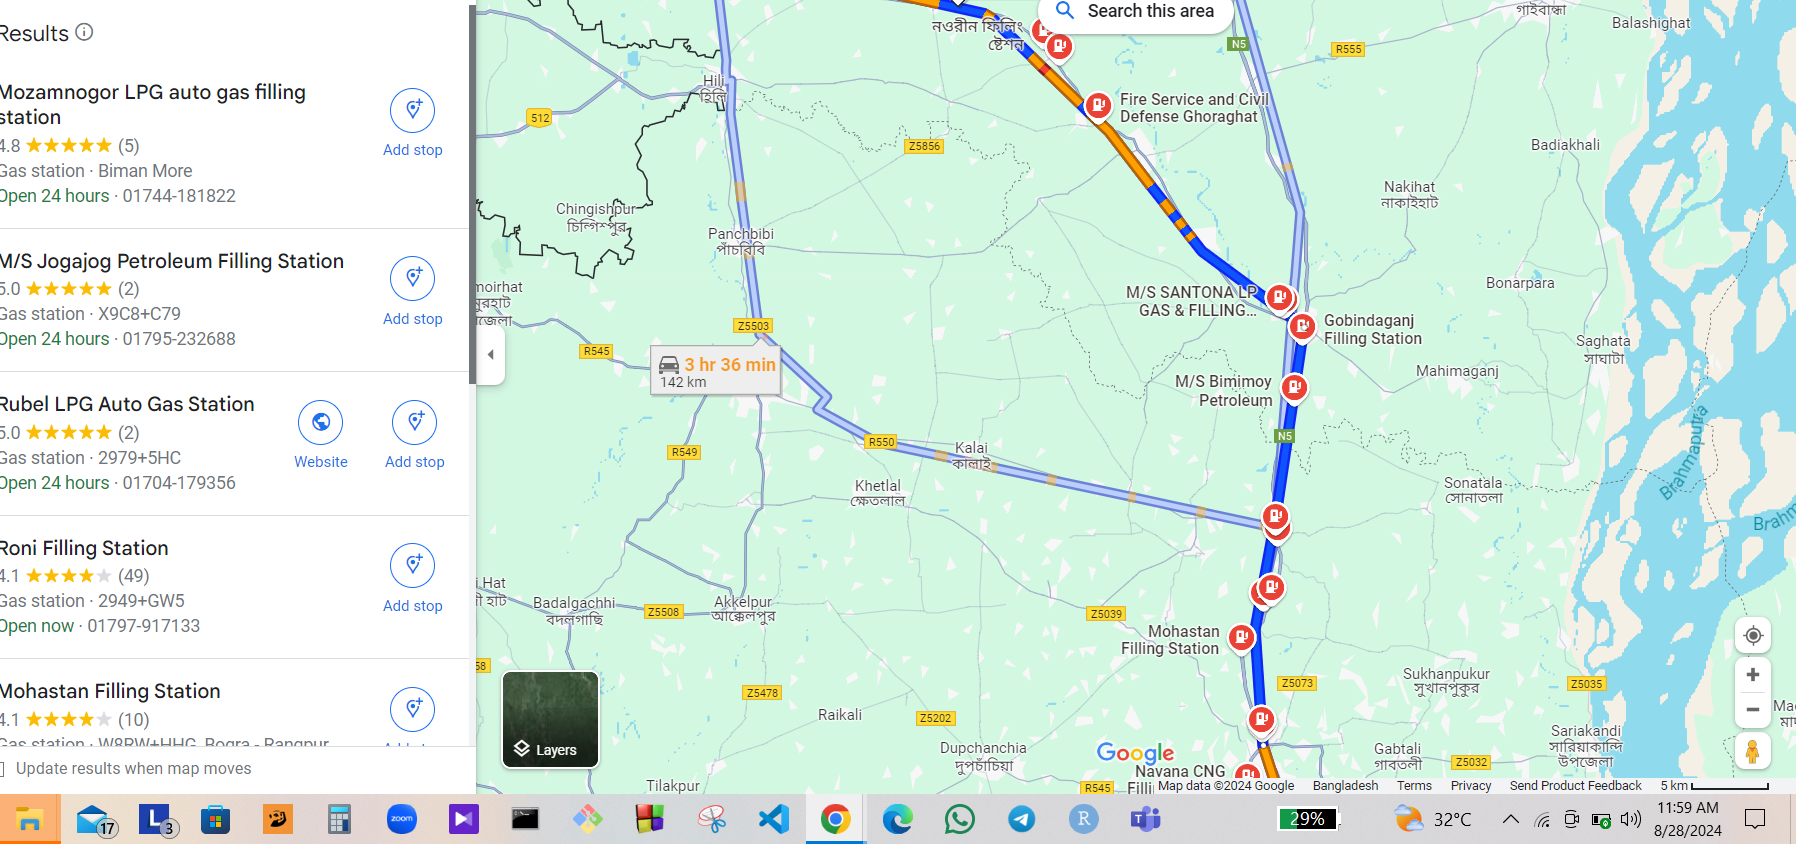 Results
Mozamnogor LPG auto gas filling
station
4.8 (5)
Gas station · Biman More
Open 24 hours · 01744-181822
Add stop
M/S Jogajog Petroleum Filling Station
5.0 (2)
Gas station · X9C8+C79
Open 24 hours · 01795-232688
Add stop
Rubel LPG Auto Gas Station
5.0 (2)
Gas station · 2979+5HC
Open 24 hours · 01704-179356
Website
Add stop
Roni Filling Station
4.1 (49)
Gas station · 2949+GW5
Open now · 01797-917133
Add stop
Mohastan Filling Station
4.1 (10)
Gas station · W8RW+HHG, Bogra - Rangpur
Update results when map moves
Search this area
নওরীন ফিলিং
ষ্টেশন
N5
R555
গাইবান্ধা
Balashighat
Hili
হিলি
512
Fire Service and Civil
Defense Ghoraghat
Z5856
Badiakhali
Nakihat
নাকাইহাট
Chingishpur
চিংগিশপুর
Panchbibi
পাঁচবিবি
moirhat
মুরহাট
জেলা
M/S SANTONA LP
GAS & FILLING...
Bonarpara
Z5503
Gobindaganj
Filling Station
Saghata
সাঘাটা
R545
3 hr 36 min
142 km
Mahimaganj
M/S Bimimoy
Petroleum
N5
R550
Kalai
কালাই
R549
Khetlal
ক্ষেতলাল
Sonatala
সোনাতলা
Brahmaputra
Brahm
i Hat
ী হাট
Badalgachhi
বদলগাছি
Z5508
Akkelpur
আক্কেলপুর
Z5039
Mohastan
Filling Station
58
Z5478
Raikali
Z5202
Z5073
Sukhanpukur
সুখানপুকুর
Z5035
Dupchanchia
দুপচাঁচিয়া
Sariakandi
সারিয়াকান্দি
উপজেলা
Gabtali
গাবতলী
Z5032
Mad
Tilakpur
Navana CNG
Filli
R545
Layers
Google
Map data ©2024 Google
Bangladesh
Terms
Privacy
Send Product Feedback
5 km
17
L
3
zoom
R
29%
32°C
11:59 AM
8/28/2024